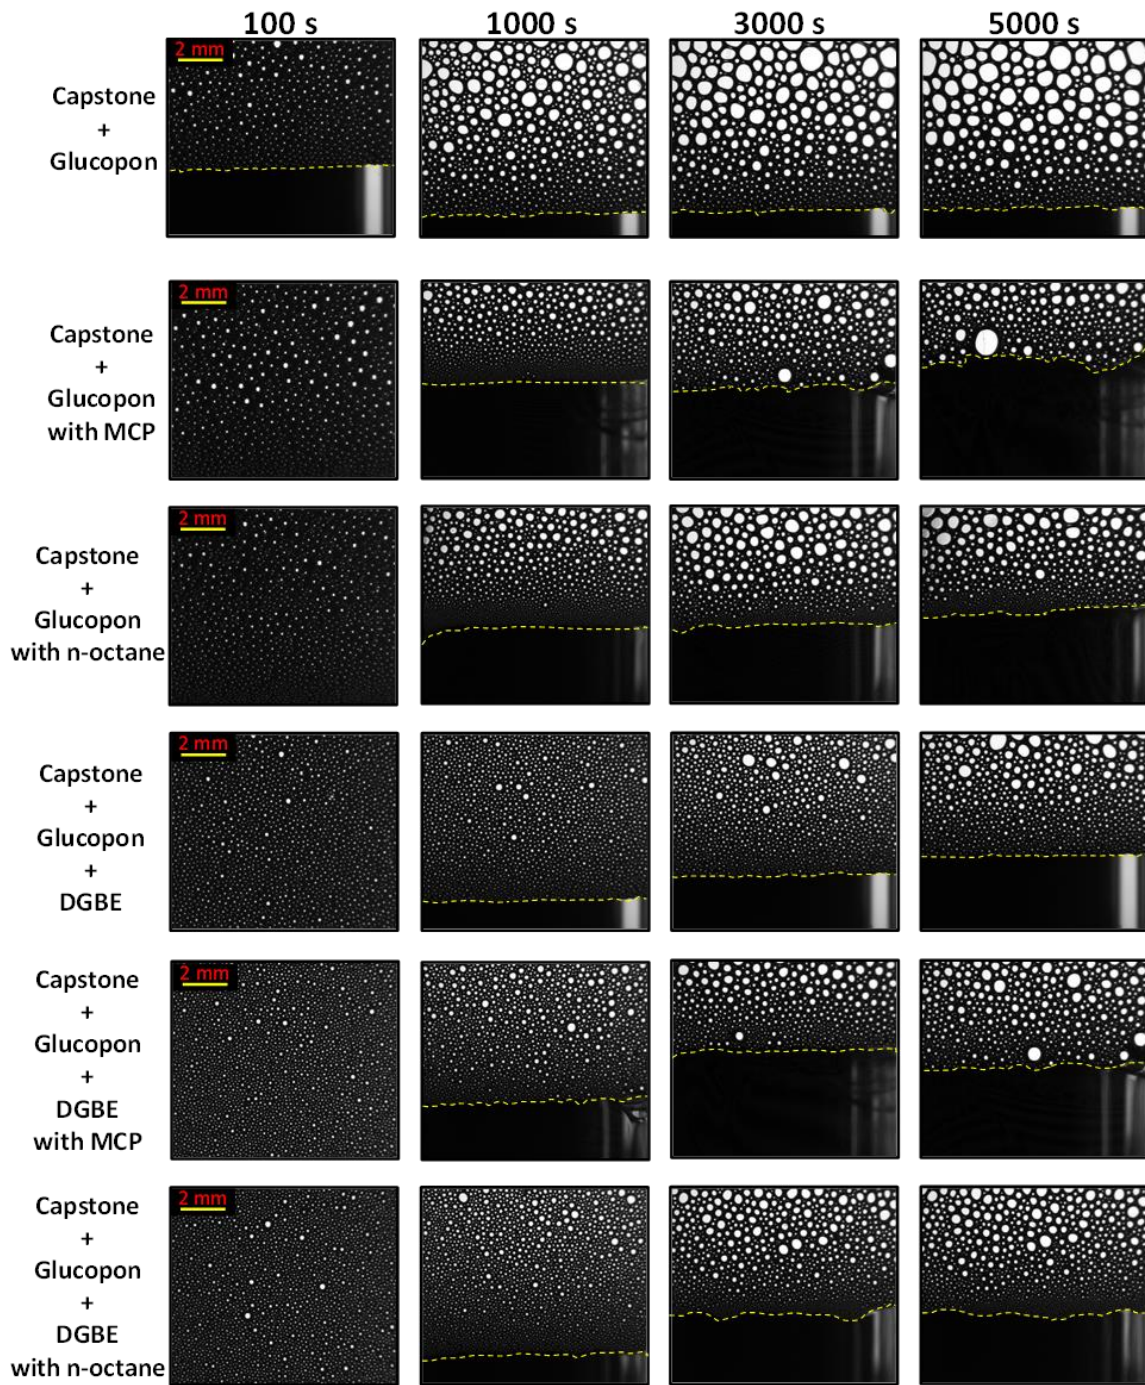 100 s 1000 s 3000 s 5000 s
2 mm
Capstone
+
Glucopon
2 mm
Capstone
+
Glucopon
with MCP
2 mm
Capstone
+
Glucopon
with n-octane
2 mm
Capstone
+
Glucopon
+
DGBE
2 mm
Capstone
+
Glucopon
+
DGBE
with MCP
2 mm
Capstone
+
Glucopon
+
DGBE
with n-octane